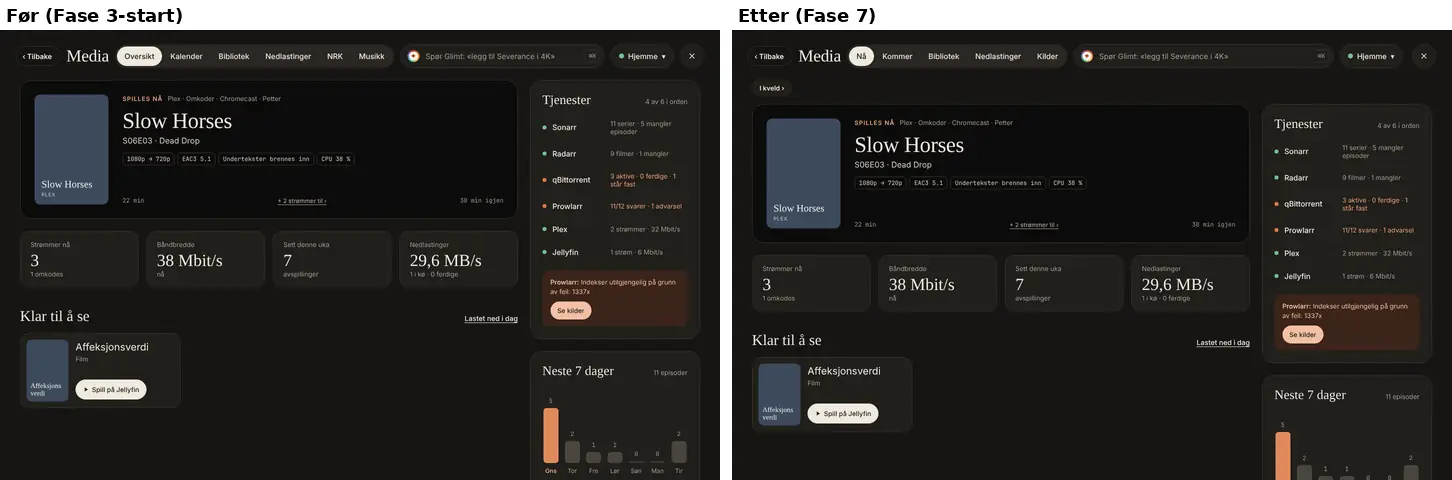 Før (Fase 3-start)
‹ Tilbake Media Oversikt Kalender Bibliotek Nedlastinger NRK Musikk Spør Glimt: «legg til Severance i 4K» ⌘K Hjemme ▾ ✕
SPILLES NÅ Plex · Omkoder · Chromecast · Petter
Slow Horses
S06E03 · Dead Drop
1080p → 720p EAC3 5.1 Undertekster brennes inn CPU 38 %
Slow Horses
PLEX
22 min + 2 strømmer til › 30 min igjen
Strømmer nå
3
1 omkodes
Båndbredde
38 Mbit/s
nå
Sett denne uka
7
avspillinger
Nedlastinger
29,6 MB/s
1 i kø · 0 ferdige
Klar til å se Lastet ned i dag
Affeksjonsverdi
Film
Affeksjons
verdi
▶ Spill på Jellyfin
Tjenester 4 av 6 i orden
Sonarr 11 serier · 5 mangler
episoder
Radarr 9 filmer · 1 mangler
qBittorrent 3 aktive · 0 ferdige · 1
står fast
Prowlarr 11/12 svarer · 1 advarsel
Plex 2 strømmer · 32 Mbit/s
Jellyfin 1 strøm · 6 Mbit/s
Prowlarr: Indekser utilgjengelig på grunn
av feil: 1337x
Se kilder
Neste 7 dager 11 episoder
5 2 1 1 0 0 2
Ons Tor Fre Lør Søn Man Tir
Etter (Fase 7)
‹ Tilbake Media Nå Kommer Bibliotek Nedlastinger Kilder Spør Glimt: «legg til Severance i 4K» ⌘K Hjemme ▾ ✕
I kveld ›
SPILLES NÅ Plex · Omkoder · Chromecast · Petter
Slow Horses
S06E03 · Dead Drop
1080p → 720p EAC3 5.1 Undertekster brennes inn CPU 38 %
Slow Horses
PLEX
22 min + 2 strømmer til › 30 min igjen
Strømmer nå
3
1 omkodes
Båndbredde
38 Mbit/s
nå
Sett denne uka
7
avspillinger
Nedlastinger
29,6 MB/s
1 i kø · 0 ferdige
Klar til å se Lastet ned i dag
Affeksjonsverdi
Film
Affeksjons
verdi
▶ Spill på Jellyfin
Tjenester 4 av 6 i orden
Sonarr 11 serier · 5 mangler
episoder
Radarr 9 filmer · 1 mangler
qBittorrent 3 aktive · 0 ferdige · 1
står fast
Prowlarr 11/12 svarer · 1 advarsel
Plex 2 strømmer · 32 Mbit/s
Jellyfin 1 strøm · 6 Mbit/s
Prowlarr: Indekser utilgjengelig på grunn
av feil: 1337x
Se kilder
Neste 7 dager 11 episoder
5 2 1 1 0 0 2